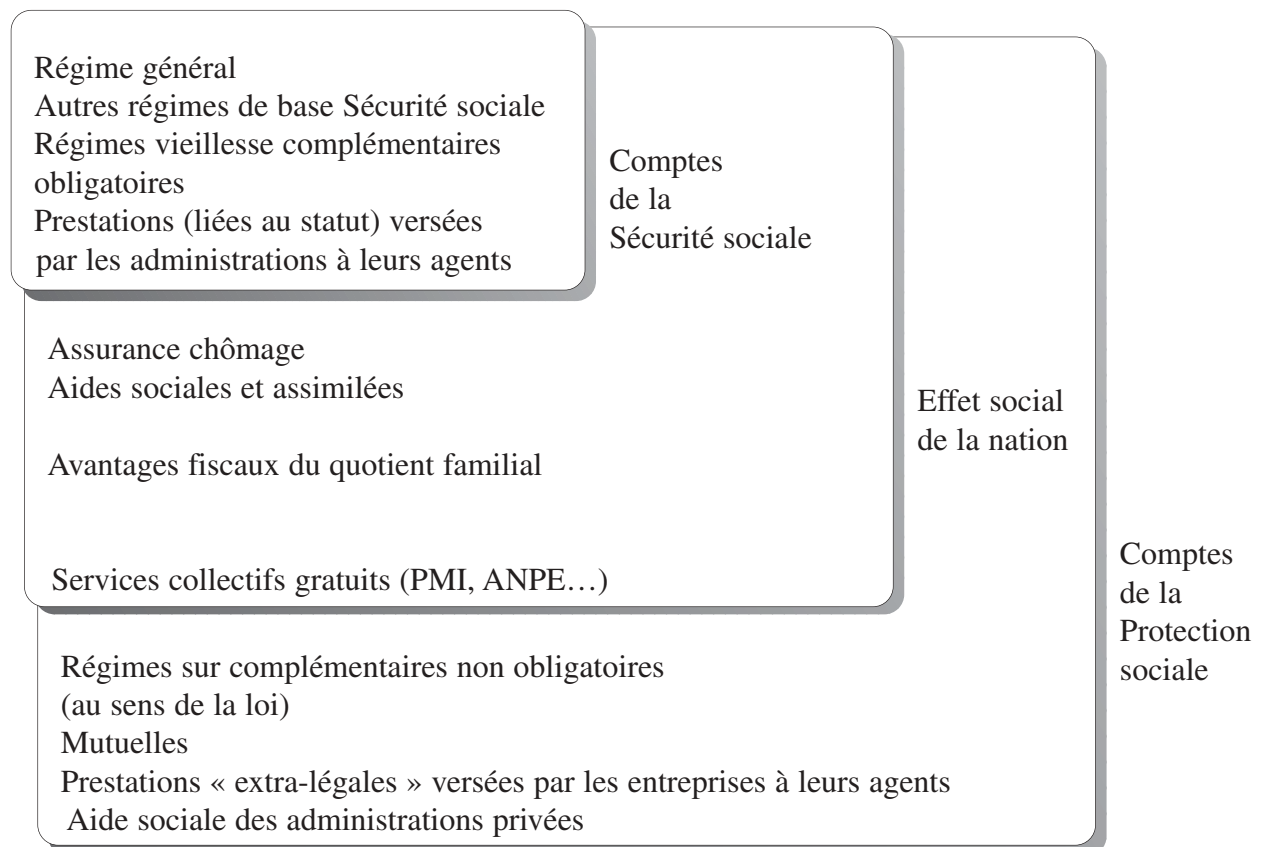 Régime général
Autres régimes de base Sécurité sociale
Régimes vieillesse complémentaires
obligatoires
Prestations (liées au statut) versées
par les administrations à leurs agents
Comptes
de la
Sécurité sociale
Assurance chômage
Aides sociales et assimilées
Avantages fiscaux du quotient familial
Services collectifs gratuits (PMI, ANPE…)
Effet social
de la nation
Régimes sur complémentaires non obligatoires
(au sens de la loi)
Mutuelles
Prestations « extra-légales » versées par les entreprises à leurs agents
Aide sociale des administrations privées
Comptes
de la
Protection
sociale